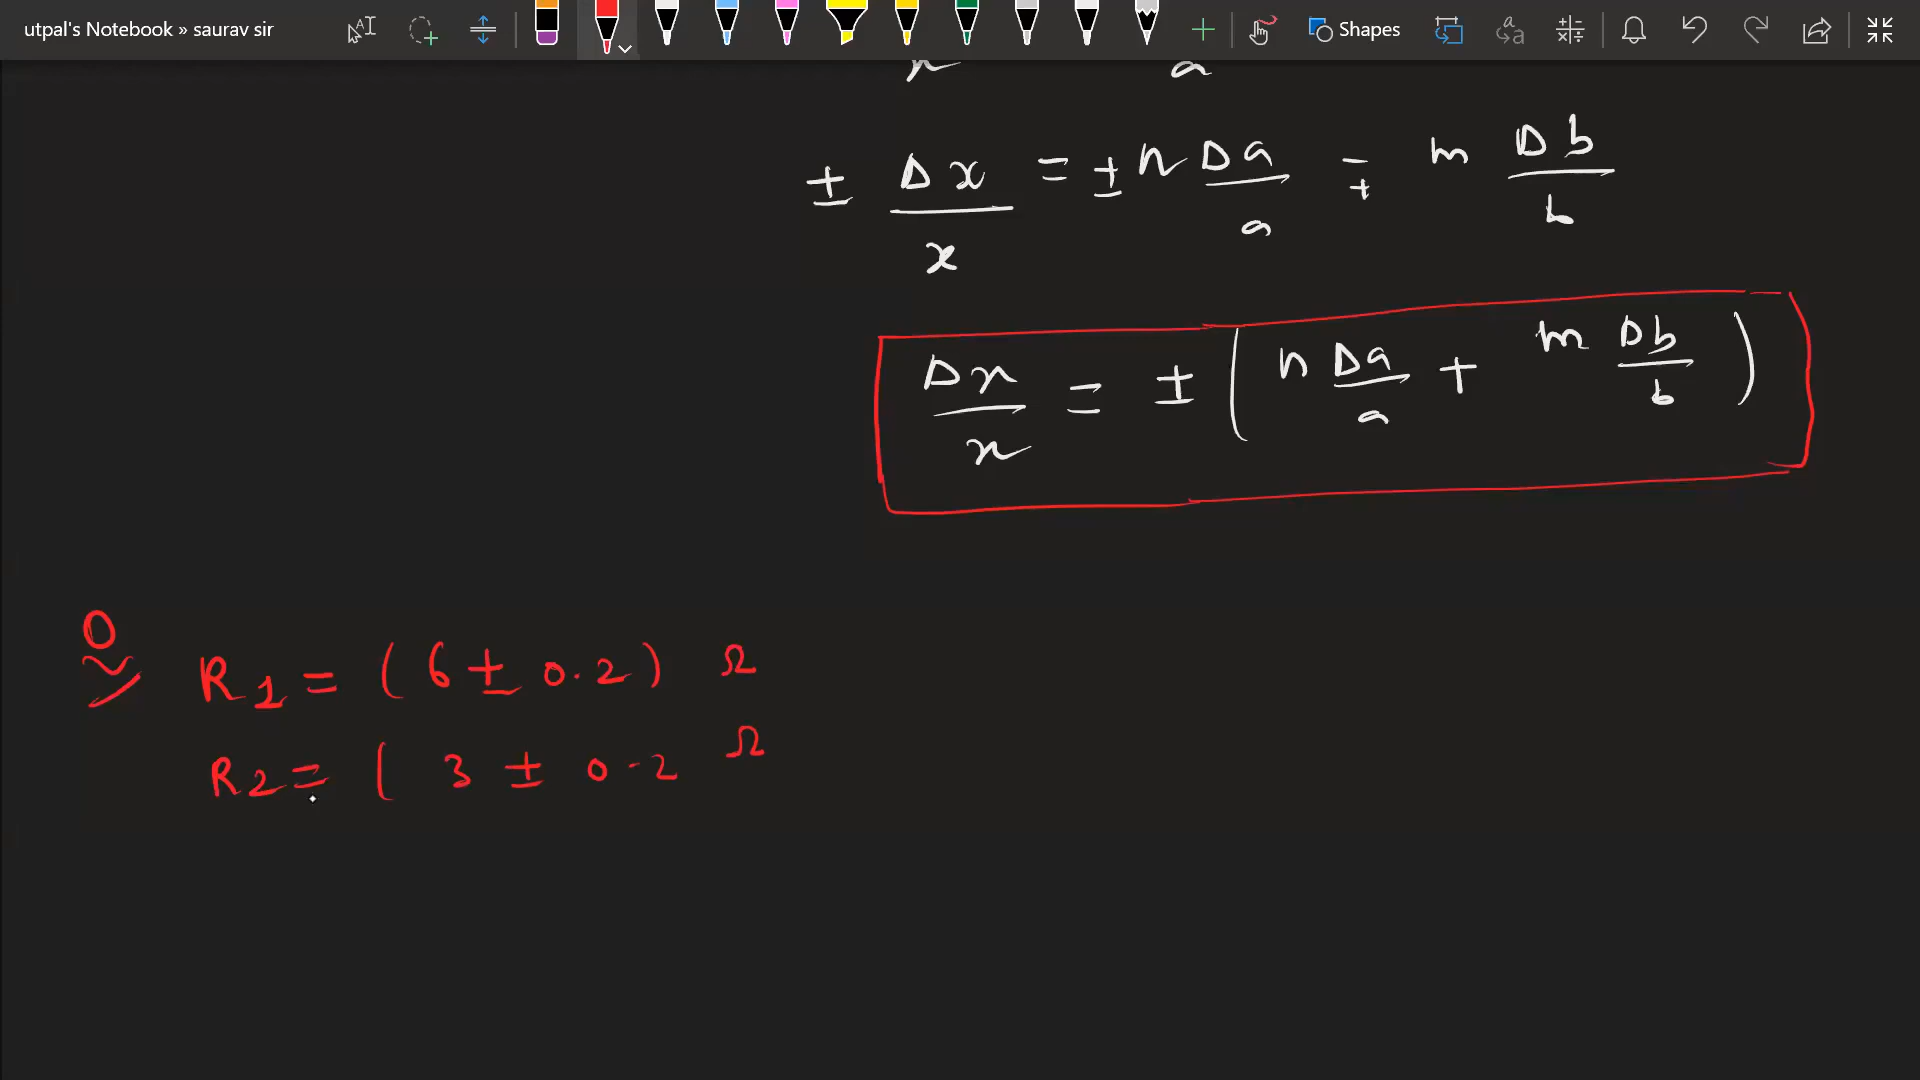 utpal's Notebook » saurav sir
Shapes
x a
± Δx/x = ± n Δa/a ∓ m Δb/b
Δx/x = ± ( n Δa/a + m Δb/b )
Q
R1 = ( 6 ± 0.2 ) Ω
R2 = ( 3 ± 0.2 Ω